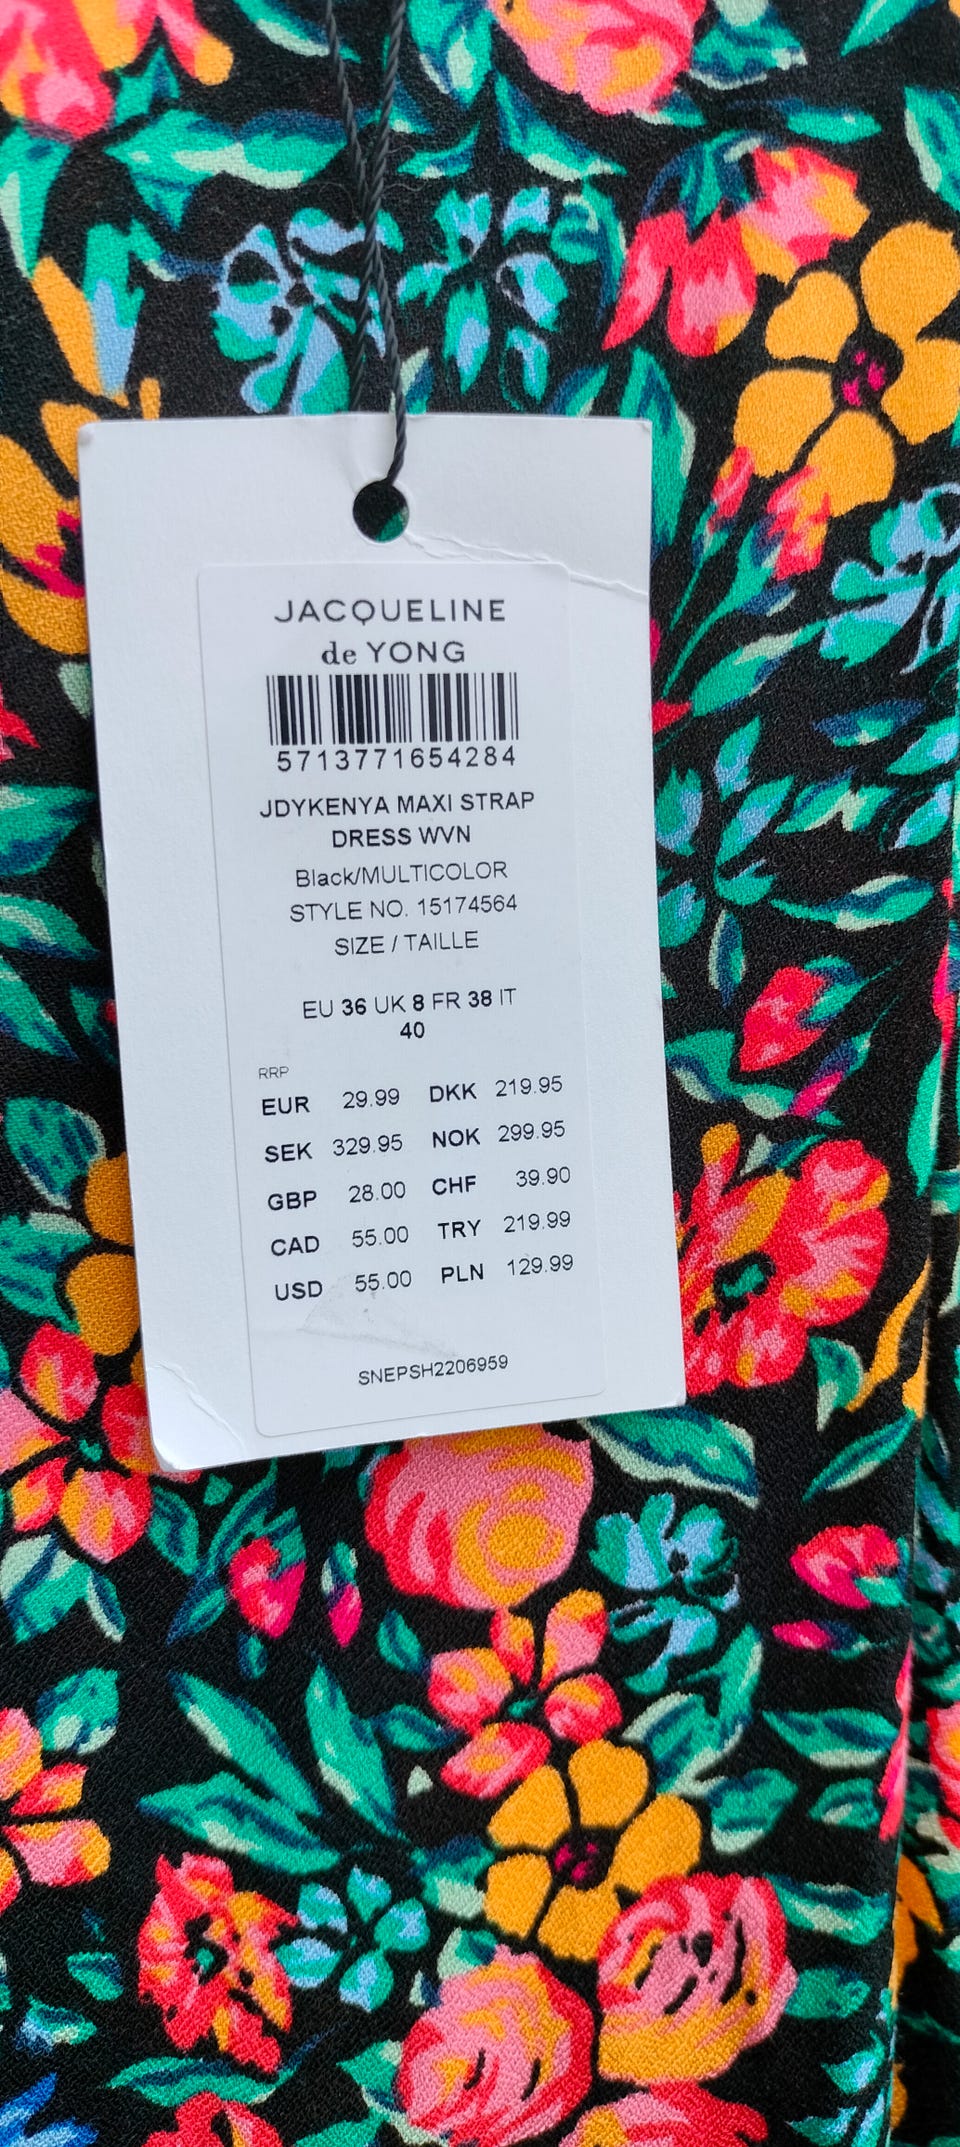 JACQUELINE
de YONG
5713771654284
JDYKENYA MAXI STRAP
DRESS WVN
Black/MULTICOLOR
STYLE NO. 15174564
SIZE / TAILLE
EU 36 UK 8 FR 38 IT
40
RRP
EUR 29.99 DKK 219.95
SEK 329.95 NOK 299.95
GBP 28.00 CHF 39.90
CAD 55.00 TRY 219.99
USD 55.00 PLN 129.99
SNEPSH2206959